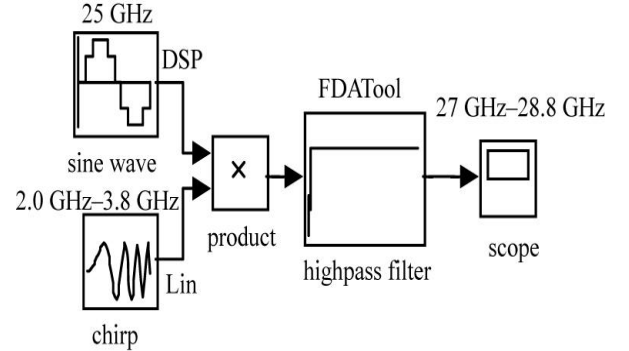 25 GHz
DSP
sine wave
2.0 GHz–3.8 GHz
Lin
chirp
×
product
FDATool
highpass filter
27 GHz–28.8 GHz
scope